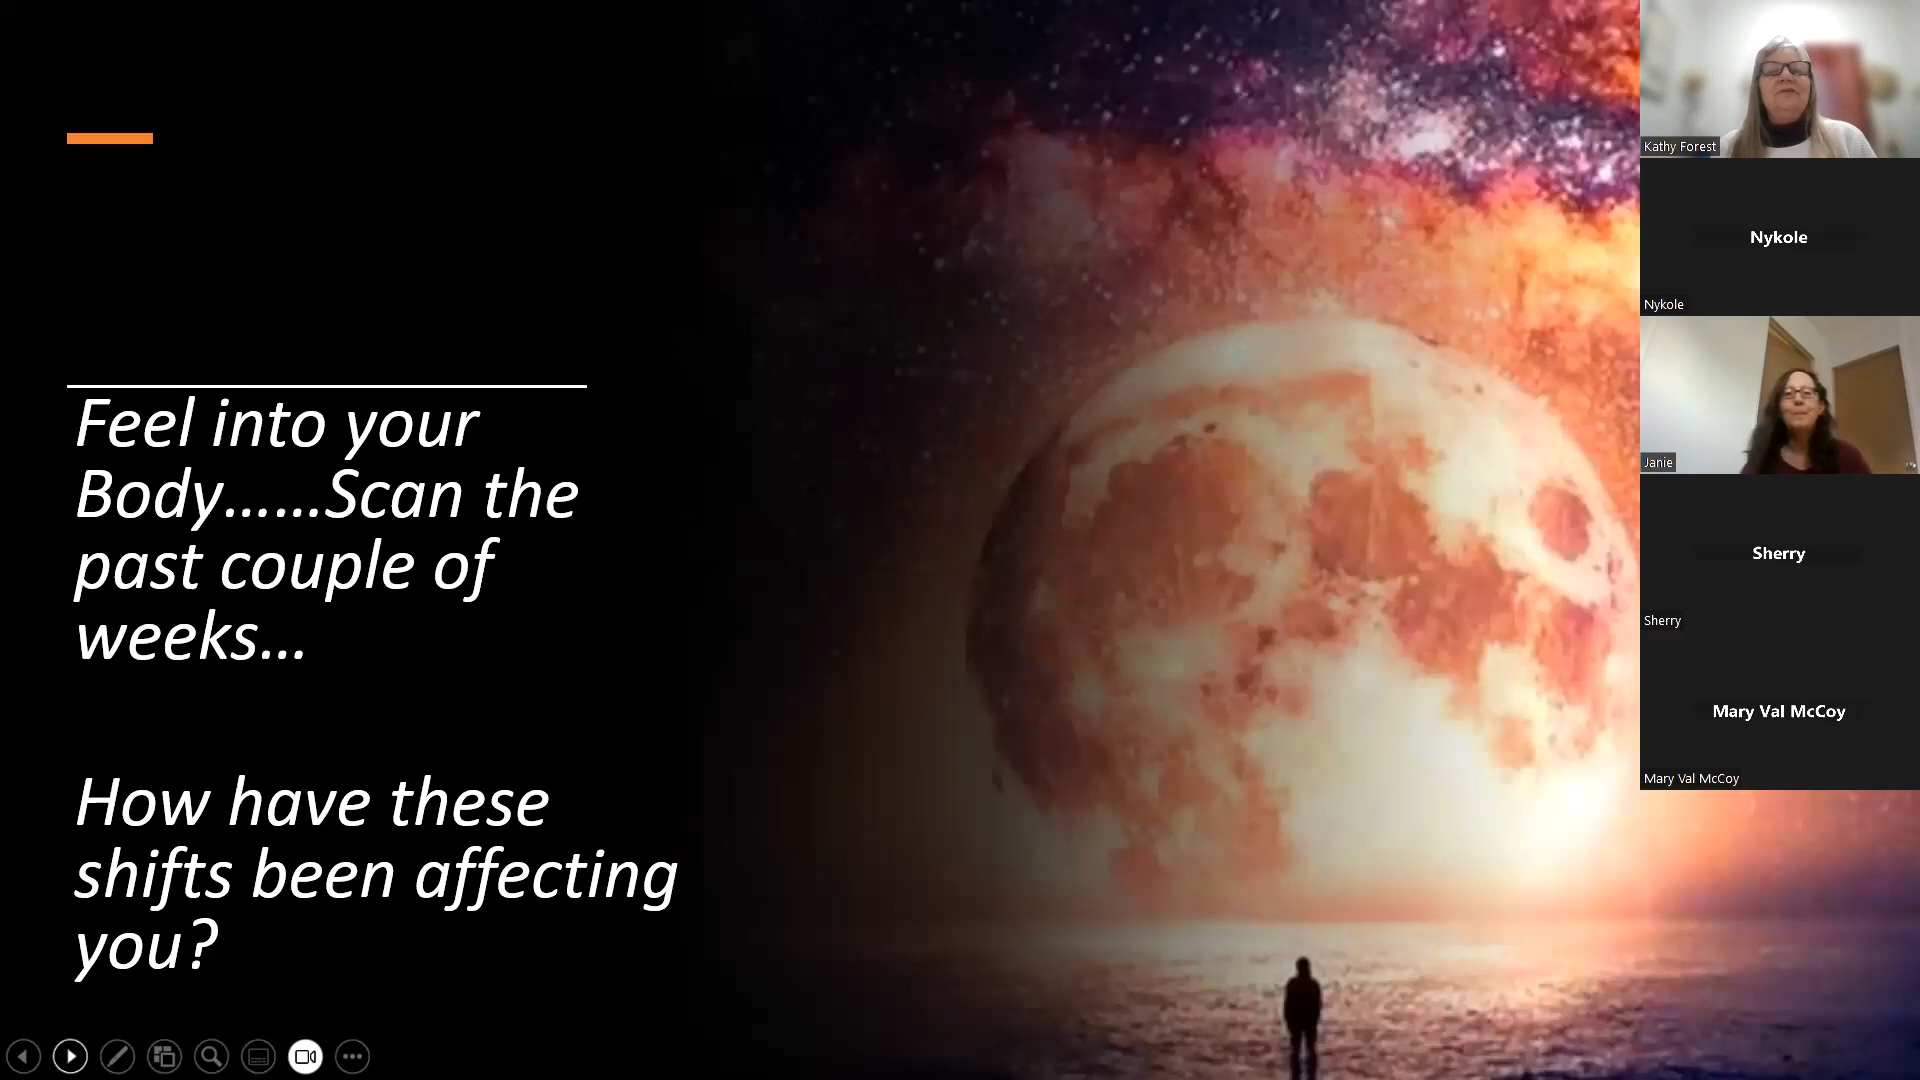 Feel into your
Body......Scan the
past couple of
weeks...
How have these
shifts been affecting
you?
Kathy Forest
Nykole
Nykole
Janie
Sherry
Sherry
Mary Val McCoy
Mary Val McCoy